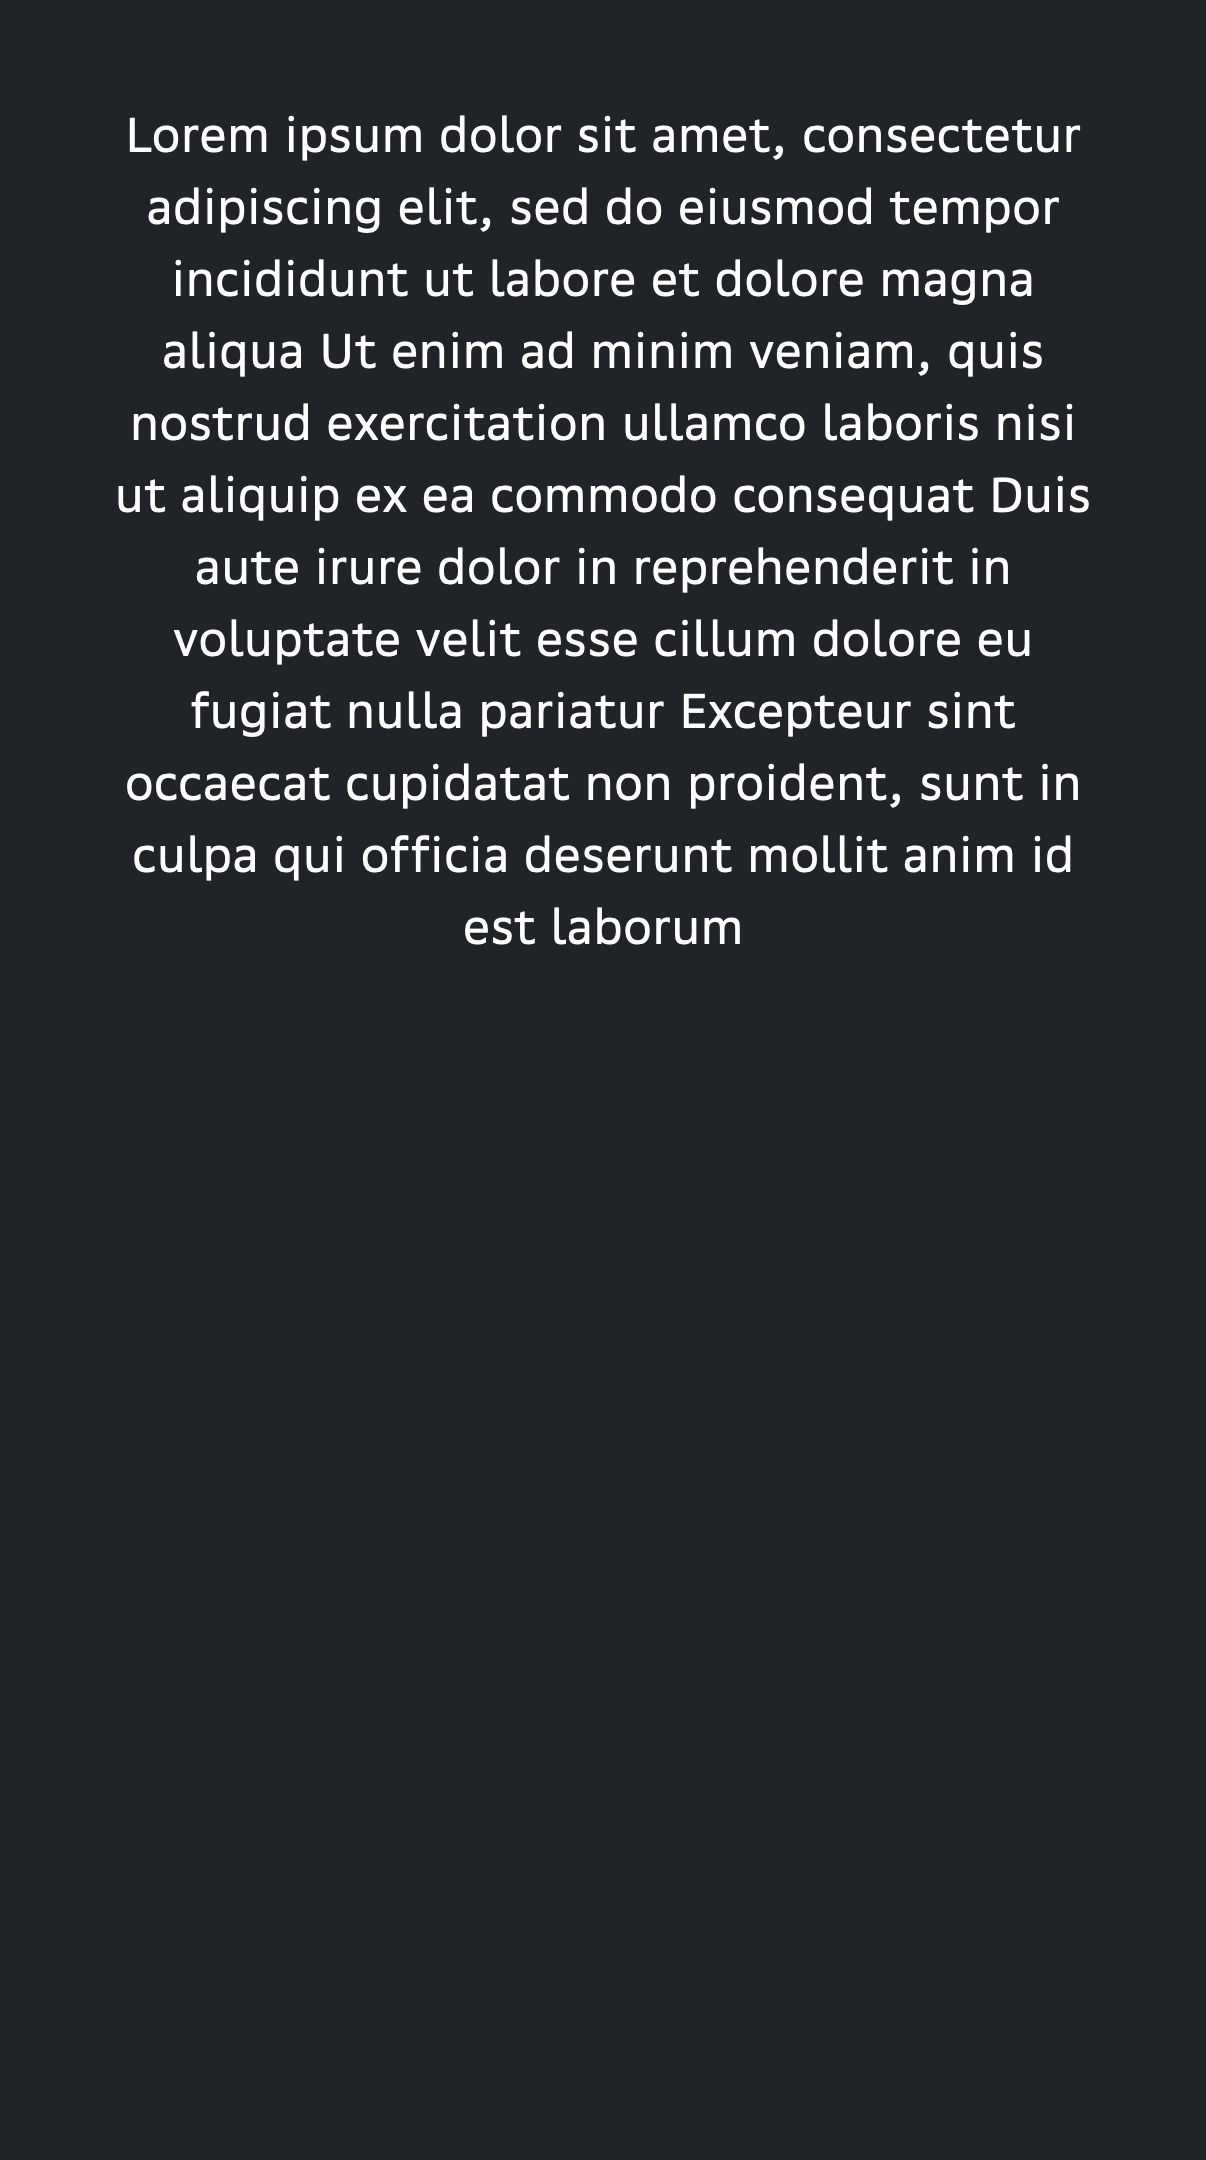 Lorem ipsum dolor sit amet, consectetur
adipiscing elit, sed do eiusmod tempor
incididunt ut labore et dolore magna
aliqua Ut enim ad minim veniam, quis
nostrud exercitation ullamco laboris nisi
ut aliquip ex ea commodo consequat Duis
aute irure dolor in reprehenderit in
voluptate velit esse cillum dolore eu
fugiat nulla pariatur Excepteur sint
occaecat cupidatat non proident, sunt in
culpa qui officia deserunt mollit anim id
est laborum